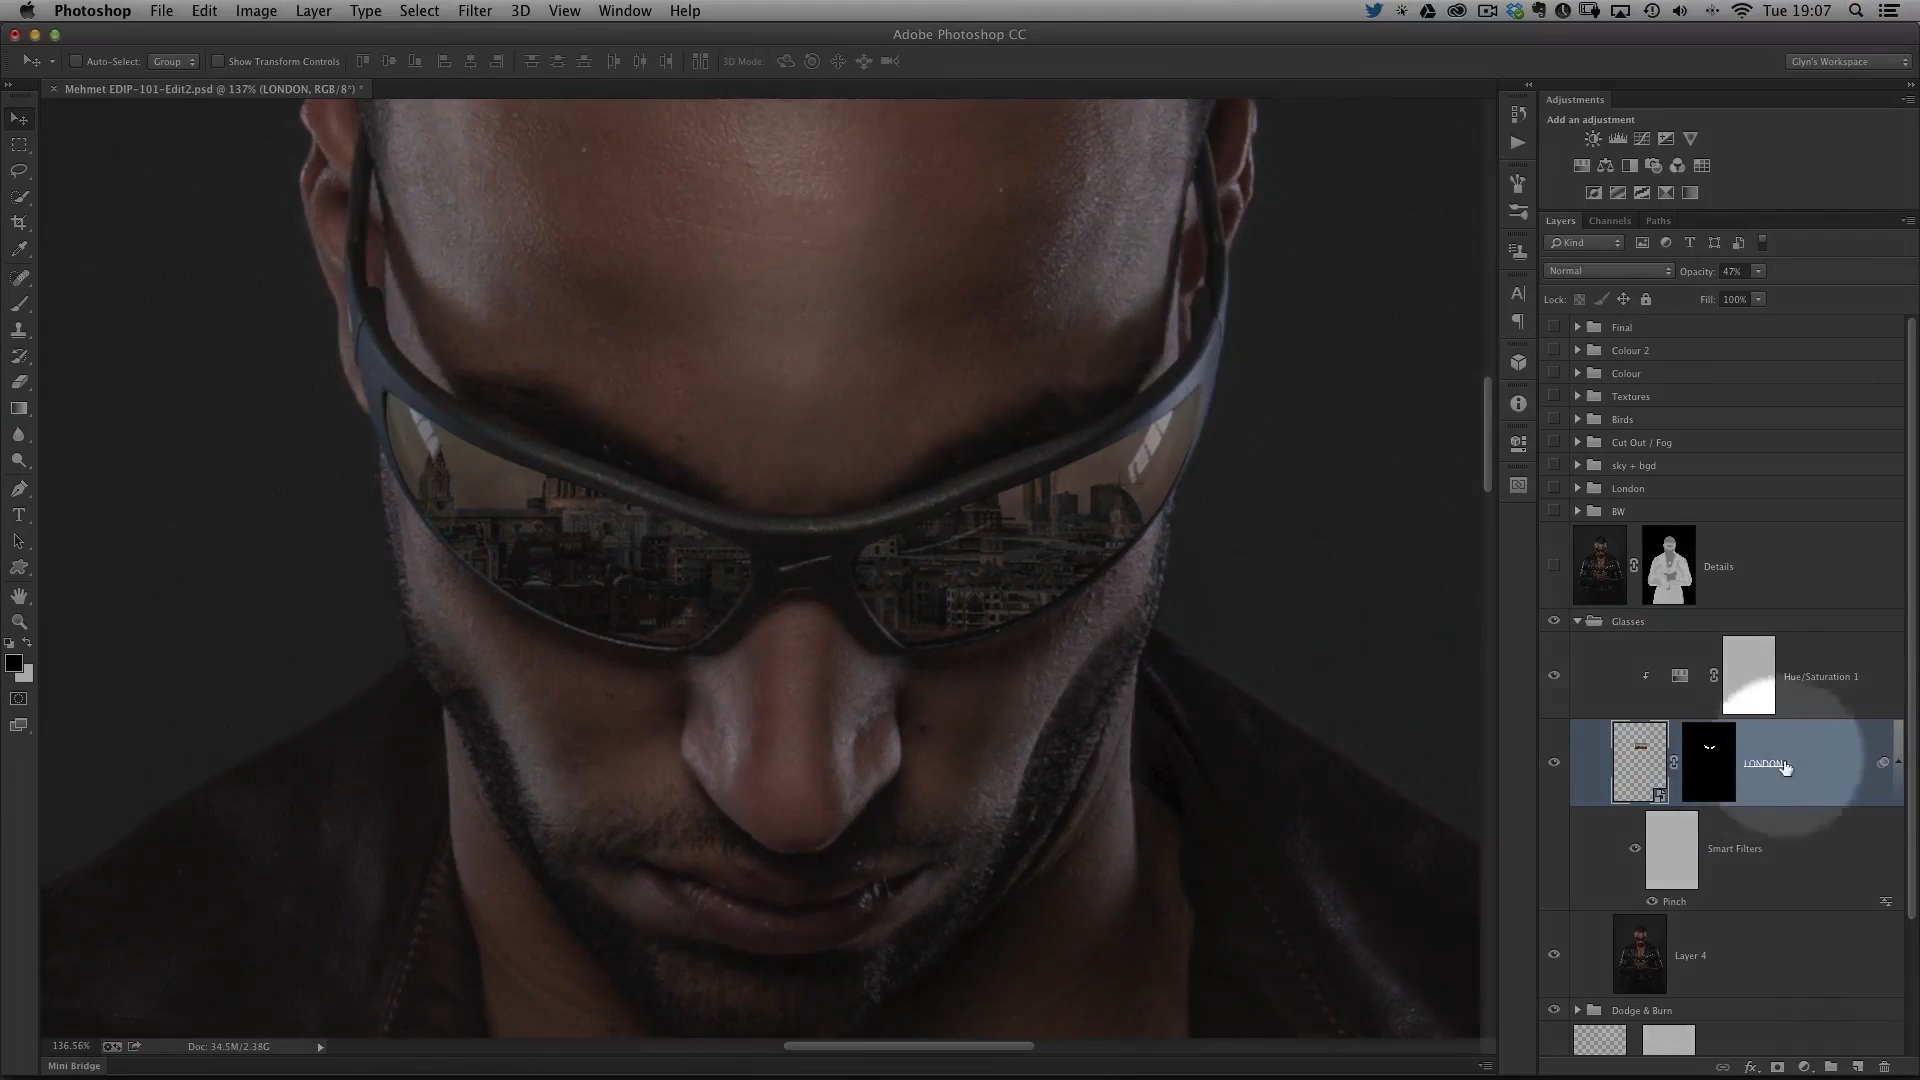 Photoshop File Edit Image Layer Type Select Filter 3D View Window Help Tue 19:07
Adobe Photoshop CC
Auto-Select: Group Show Transform Controls 3D Mode: Glyn's Workspace
Mehmet EDIP-101-Edit2.psd @ 137% (LONDON, RGB/8*) *
Adjustments
Add an adjustment
Layers Channels Paths
Kind
Normal Opacity: 47%
Lock: Fill: 100%
Final
Colour 2
Colour
Textures
Birds
Cut Out / Fog
sky + bgd
London
BW
Details
Glasses
Hue/Saturation 1
LONDON
Smart Filters
Pinch
Layer 4
Dodge & Burn
136.56% Doc: 34.5M/2.38G
Mini Bridge